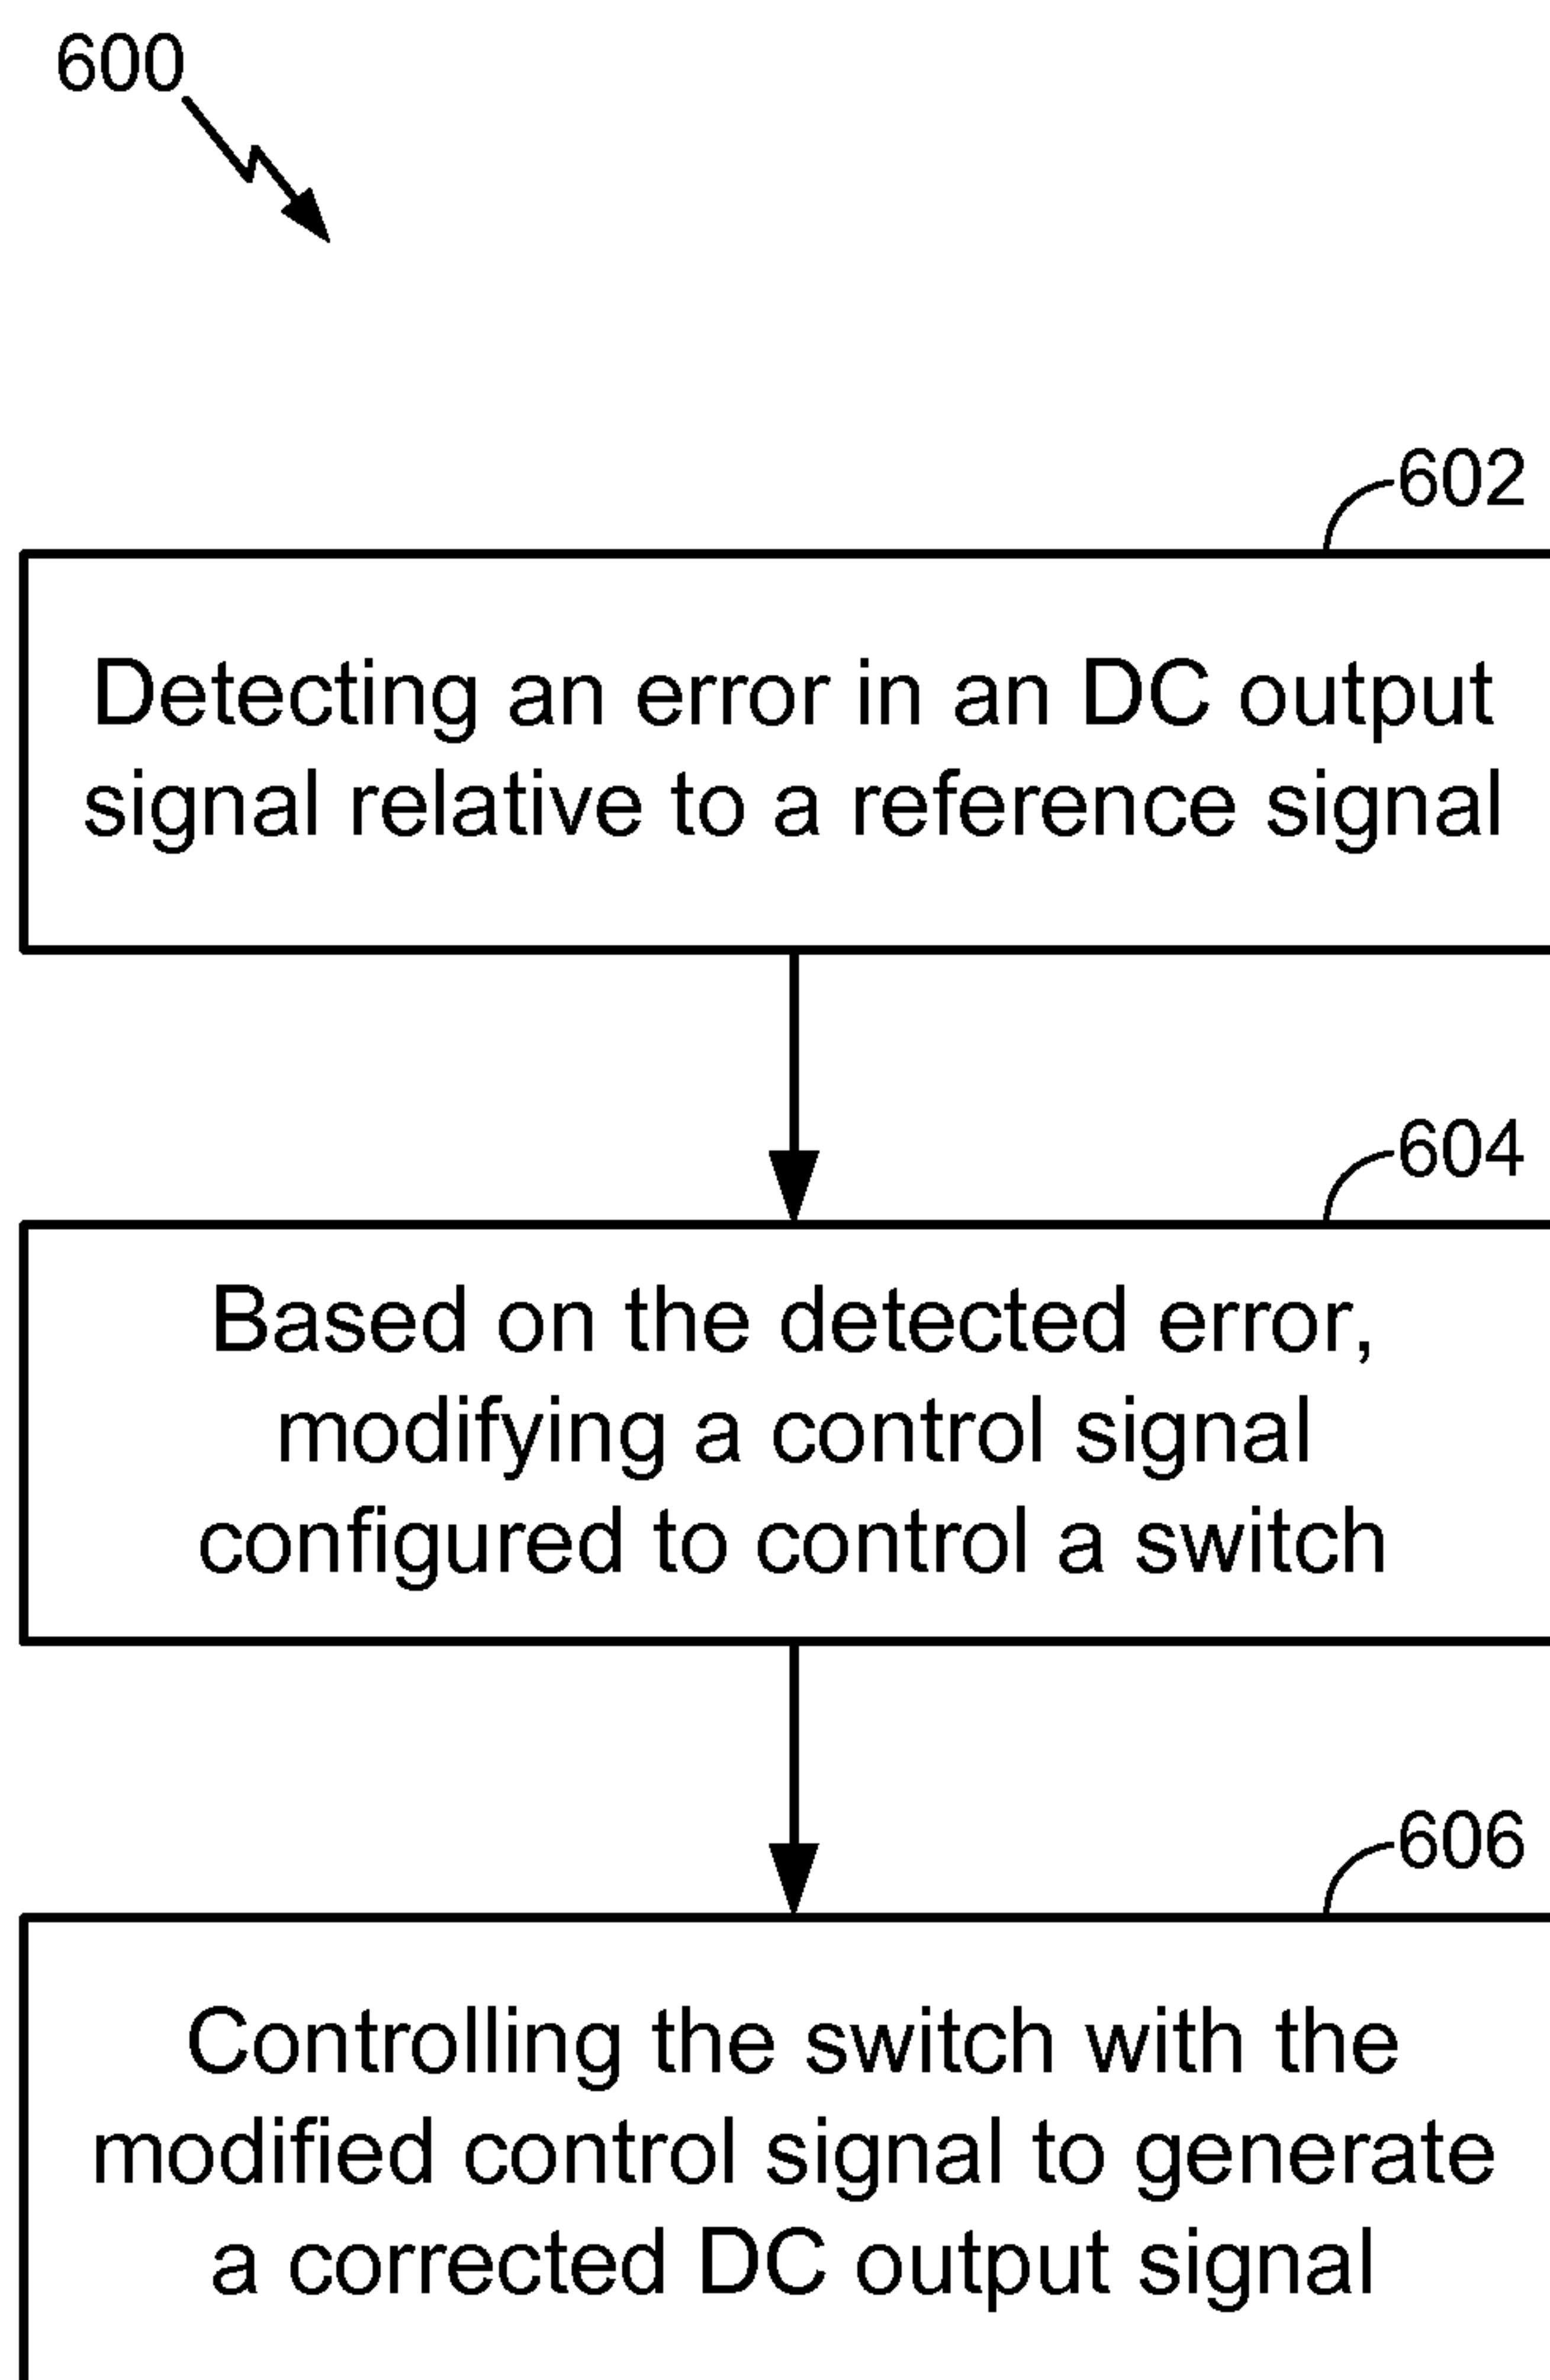 600
602
Detecting an error in an DC output
signal relative to a reference signal
604
Based on the detected error,
modifying a control signal
configured to control a switch
606
Controlling the switch with the
modified control signal to generate
a corrected DC output signal